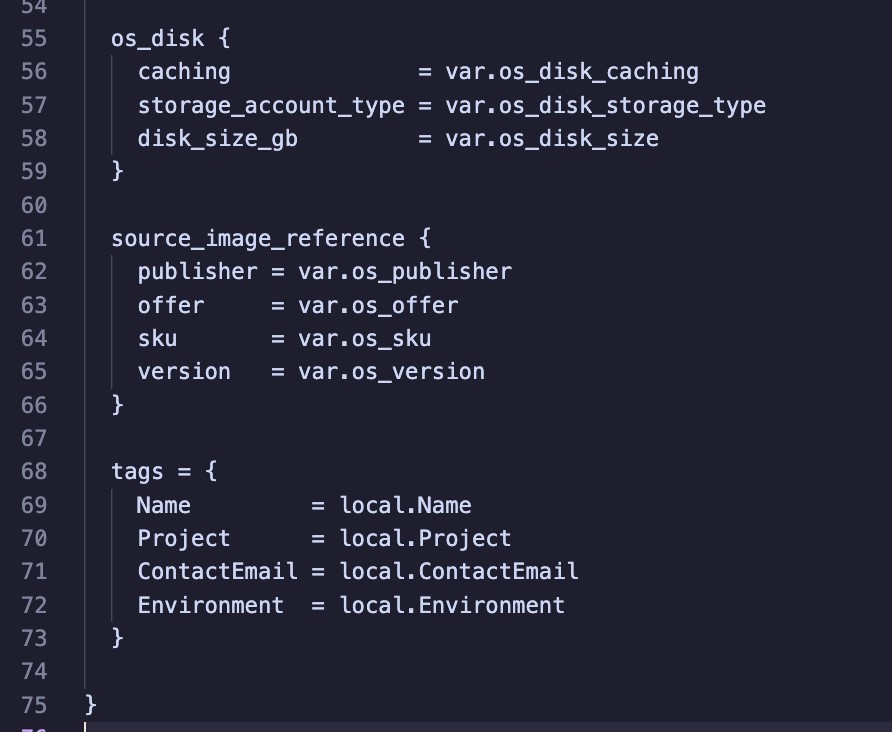 54
55 os_disk {
56 caching = var.os_disk_caching
57 storage_account_type = var.os_disk_storage_type
58 disk_size_gb = var.os_disk_size
59 }
60
61 source_image_reference {
62 publisher = var.os_publisher
63 offer = var.os_offer
64 sku = var.os_sku
65 version = var.os_version
66 }
67
68 tags = {
69 Name = local.Name
70 Project = local.Project
71 ContactEmail = local.ContactEmail
72 Environment = local.Environment
73 }
74
75 }